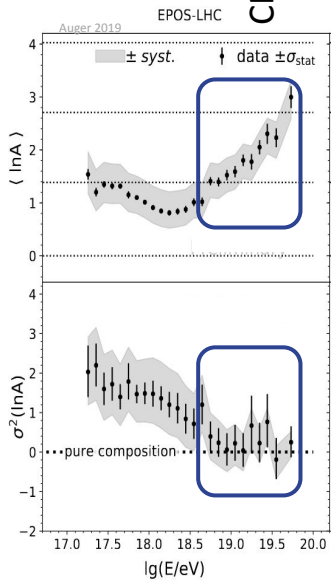 EPOS-LHC
Auger 2019
± syst.
data ±σstat
⟨ lnA ⟩
4
3
2
1
0
4
3
2
1
0
−1
−2
σ²(lnA)
pure composition
17.0 17.5 18.0 18.5 19.0 19.5 20.0
lg(E/eV)